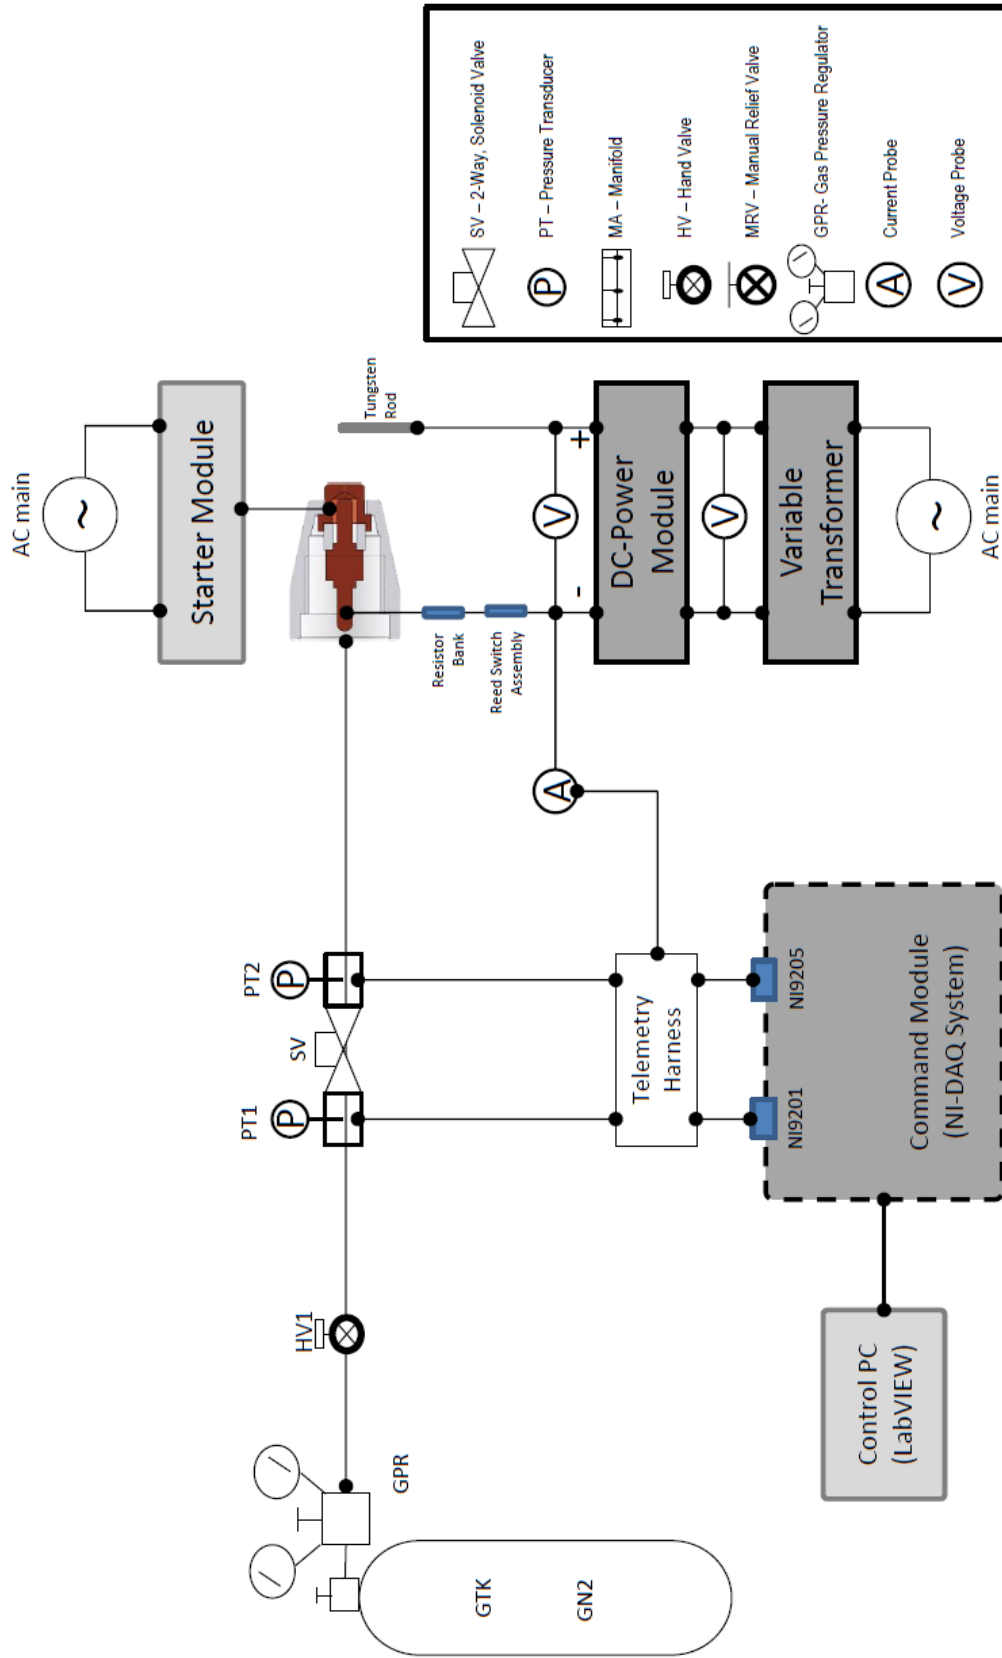 AC main
~
Starter Module
Tungsten
Rod
Resistor
Bank
Reed Switch
Assembly
V
-
+
DC-Power
Module
V
Variable
Transformer
~
AC main
A
PT1
P
SV
PT2
P
HV1
GPR
GTK
GN2
Telemetry
Harness
NI9201
NI9205
Command Module
(NI-DAQ System)
Control PC
(LabVIEW)
SV – 2-Way, Solenoid Valve
P
PT – Pressure Transducer
MA – Manifold
HV – Hand Valve
MRV – Manual Relief Valve
GPR- Gas Pressure Regulator
A
Current Probe
V
Voltage Probe